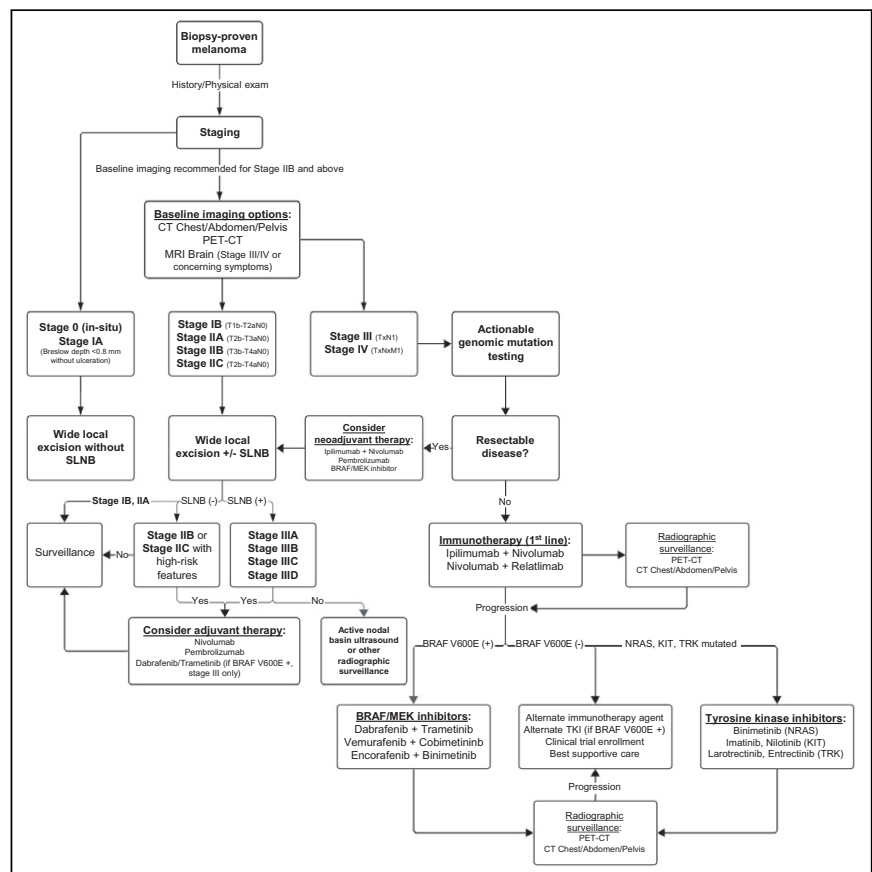 Biopsy-proven
melanoma
History/Physical exam
Staging
Baseline imaging recommended for Stage IIB and above
Baseline imaging options:
CT Chest/Abdomen/Pelvis
PET-CT
MRI Brain (Stage III/IV or
concerning symptoms)
Stage 0 (in-situ)
Stage IA
(Breslow depth <0.8 mm
without ulceration)
Stage IB (T1b-T2aN0)
Stage IIA (T2b-T3aN0)
Stage IIB (T3b-T4aN0)
Stage IIC (T2b-T4aN0)
Stage III (TxN1)
Stage IV (TxNxM1)
Actionable
genomic mutation
testing
Wide local
excision without
SLNB
Wide local
excision +/- SLNB
Consider
neoadjuvant therapy:
Ipilimumab + Nivolumab
Pembrolizumab
BRAF/MEK inhibitor
Yes
Resectable
disease?
No
Stage IB, IIA
SLNB (-)
SLNB (+)
Surveillance
No
Stage IIB or
Stage IIC with
high-risk
features
Stage IIIA
Stage IIIB
Stage IIIC
Stage IIID
Yes
Yes
No
Consider adjuvant therapy:
Nivolumab
Pembrolizumab
Dabrafenib/Trametinib (if BRAF V600E +,
stage III only)
Active nodal
basin ultrasound
or other
radiographic
surveillance
Immunotherapy (1st line)
Ipilimumab + Nivolumab
Nivolumab + Relatlimab
Radiographic
surveillance:
PET-CT
CT Chest/Abdomen/Pelvis
Progression
BRAF V600E (+)
BRAF V600E (-)
NRAS, KIT, TRK mutated
BRAF/MEK inhibitors:
Dabrafenib + Trametinib
Vemurafenib + Cobimetininb
Encorafenib + Binimetinib
Alternate immunotherapy agent
Alternate TKI (if BRAF V600E +)
Clinical trial enrollment
Best supportive care
Tyrosine kinase inhibitors:
Binimetinib (NRAS)
Imatinib, Nilotinib (KIT)
Larotrectinib, Entrectinib (TRK)
Progression
Radiographic
surveillance:
PET-CT
CT Chest/Abdomen/Pelvis